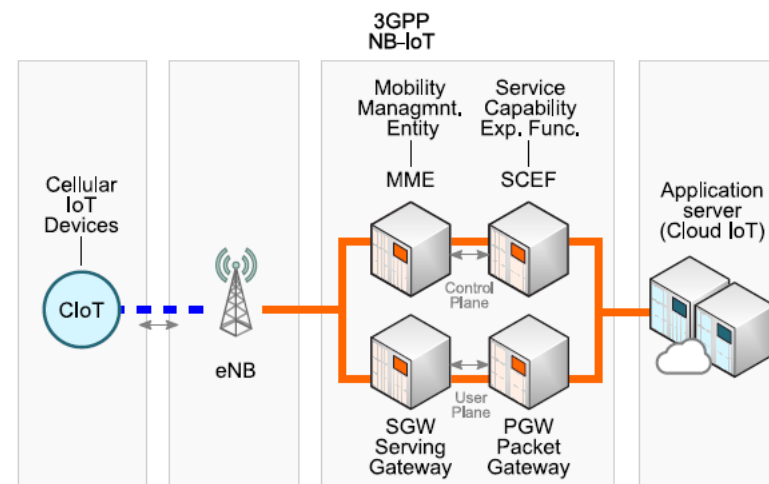 3GPP
NB-IoT
Mobility
Managmnt.
Entity
Service
Capability
Exp. Func.
MME
SCEF
Cellular
IoT
Devices
Application
server
(Cloud IoT)
CIoT
Control
Plane
eNB
User
Plane
SGW
Serving
Gateway
PGW
Packet
Gateway